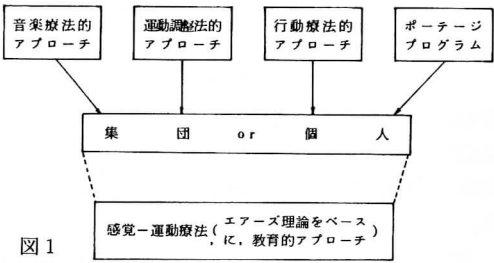 音楽療法的
アプローチ
運動調整法的
アプローチ
行動療法的
アプローチ
ポーテージ
プログラム
集団or個人
感覚－運動療法(エアーズ理論をベース
，に，教育的アプローチ)
図1